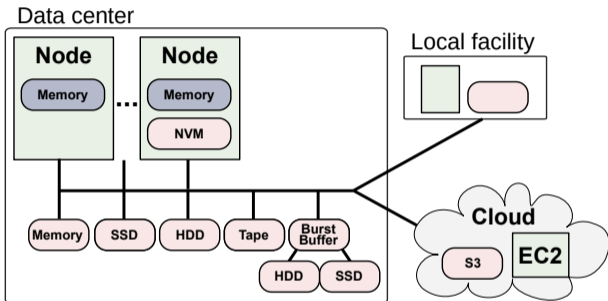 Data center
Node
Memory
...
Node
Memory
NVM
Local facility
Memory
SSD
HDD
Tape
Burst
Buffer
HDD
SSD
Cloud
S3
EC2